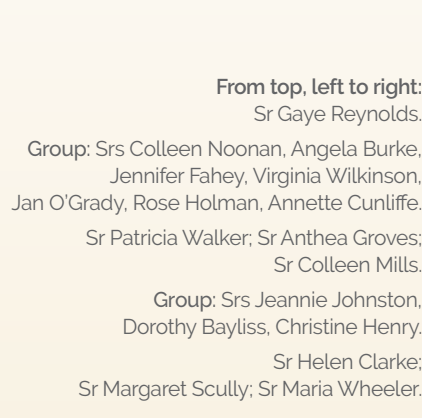 From top, left to right:
Sr Gaye Reynolds.
Group: Srs Colleen Noonan, Angela Burke,
Jennifer Fahey, Virginia Wilkinson,
Jan O’Grady, Rose Holman, Annette Cunliffe.
Sr Patricia Walker; Sr Anthea Groves;
Sr Colleen Mills.
Group: Srs Jeannie Johnston,
Dorothy Bayliss, Christine Henry.
Sr Helen Clarke;
Sr Margaret Scully; Sr Maria Wheeler.